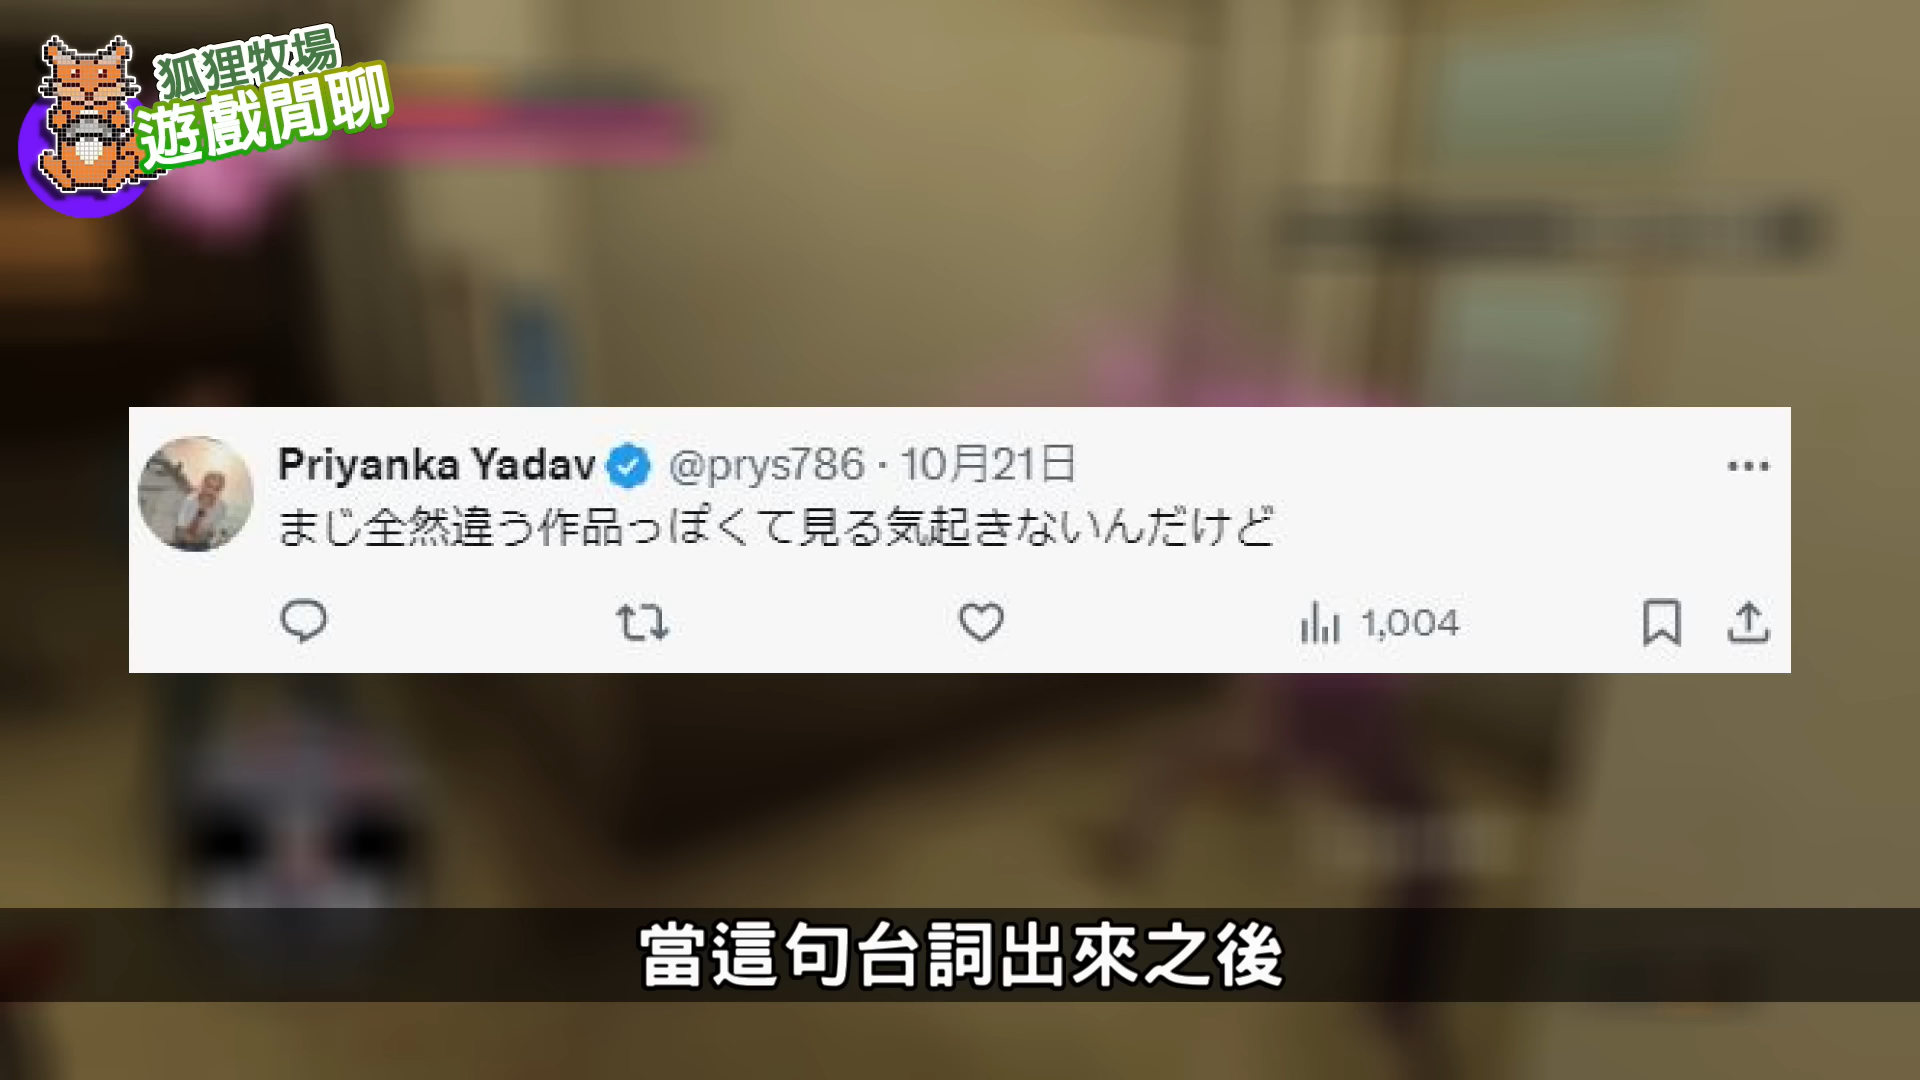 狐狸牧場
遊戲閒聊
Priyanka Yadav @prys786 · 10月21日
まじ全然違う作品っぽくて見る気起きないんだけど
1,004
當這句台詞出來之後